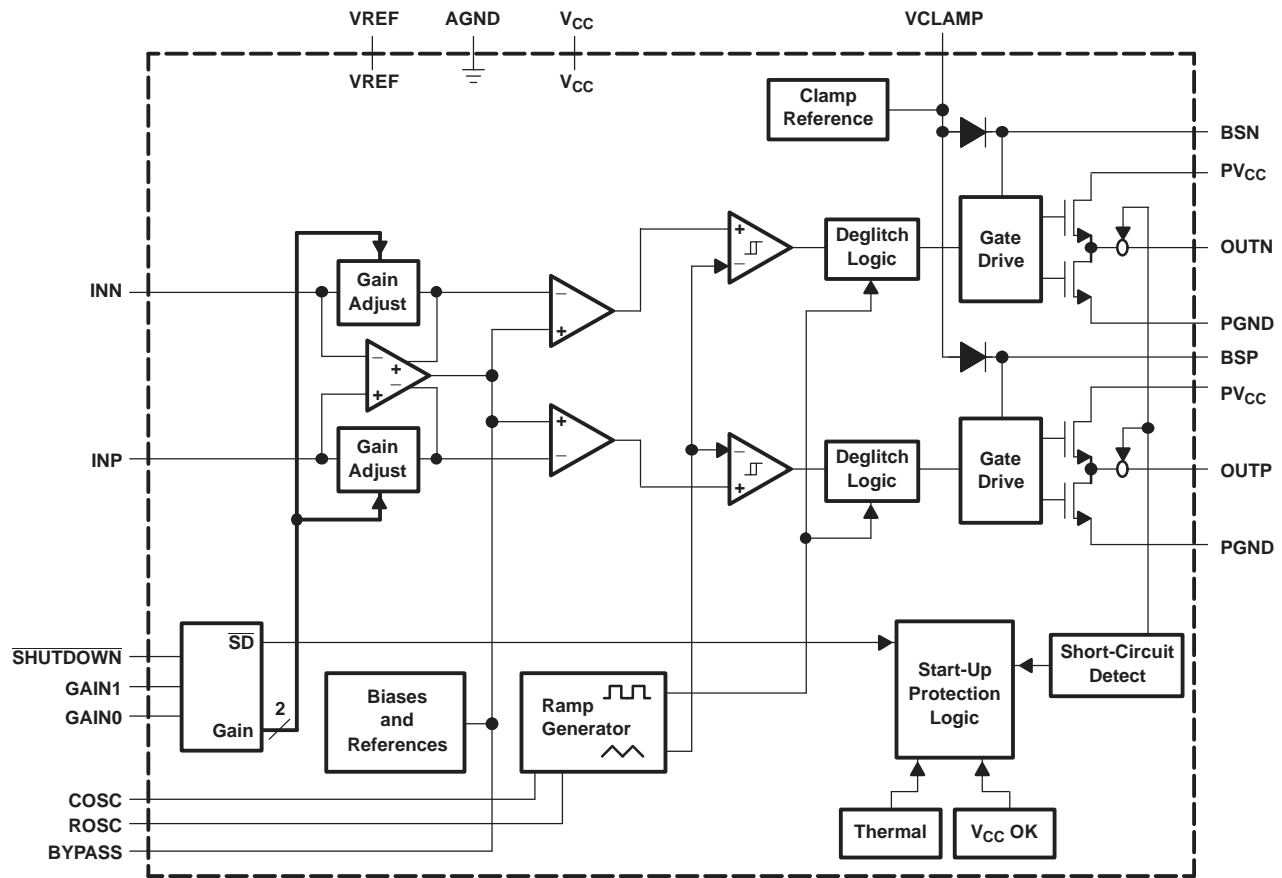 VREF AGND VCC VCLAMP
VREF VCC
Clamp
Reference
BSN
PVCC
Gain
Adjust
+
−
Deglitch
Logic
Gate
Drive
OUTN
INN
−
+
PGND
−
+
−
+
BSP
PVCC
INP
Gain
Adjust
+
−
−
+
Deglitch
Logic
Gate
Drive
OUTP
PGND
SHUTDOWN
GAIN1
GAIN0
SD
2
Gain
Biases
and
References
Ramp
Generator
Start-Up
Protection
Logic
Short-Circuit
Detect
COSC
ROSC
BYPASS
Thermal
VCC OK